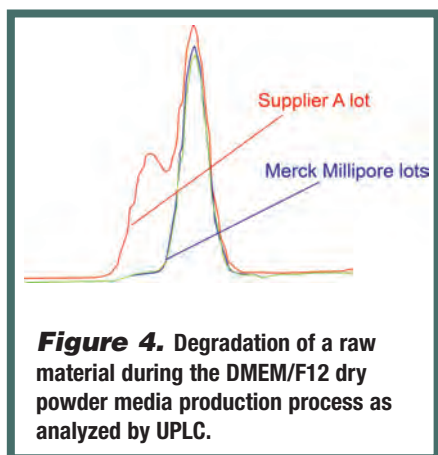 Supplier A lot
Merck Millipore lots
Figure 4. Degradation of a raw
material during the DMEM/F12 dry
powder media production process as
analyzed by UPLC.